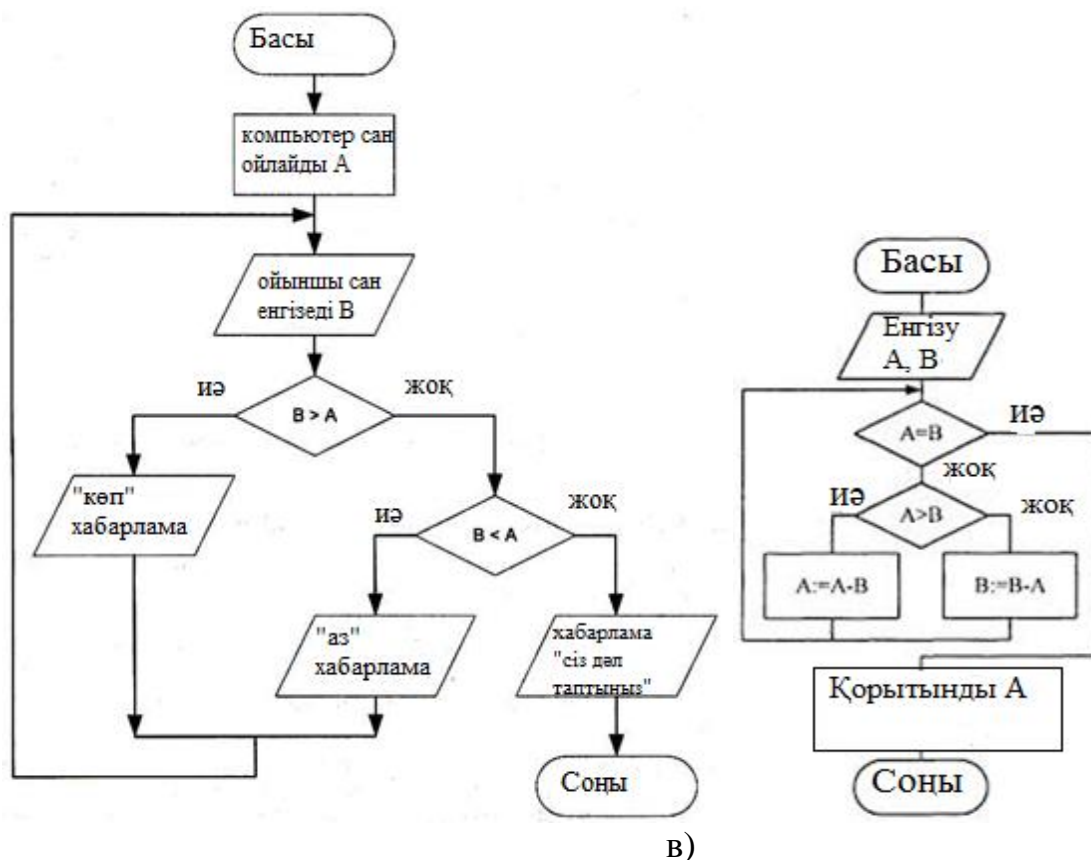 Басы
компьютер сан
ойлайды А
ойыншы сан
енгізеді В
иә
B > A
жоқ
"көп"
хабарлама
иә
B < A
жоқ
"аз"
хабарлама
хабарлама
"сіз дәл
таптыңыз"
Соңы
Басы
Енгізу
А, В
A=B
иә
жоқ
иә
A>B
жоқ
A:=A-B
B:=B-A
Қорытынды А
Соңы
в)